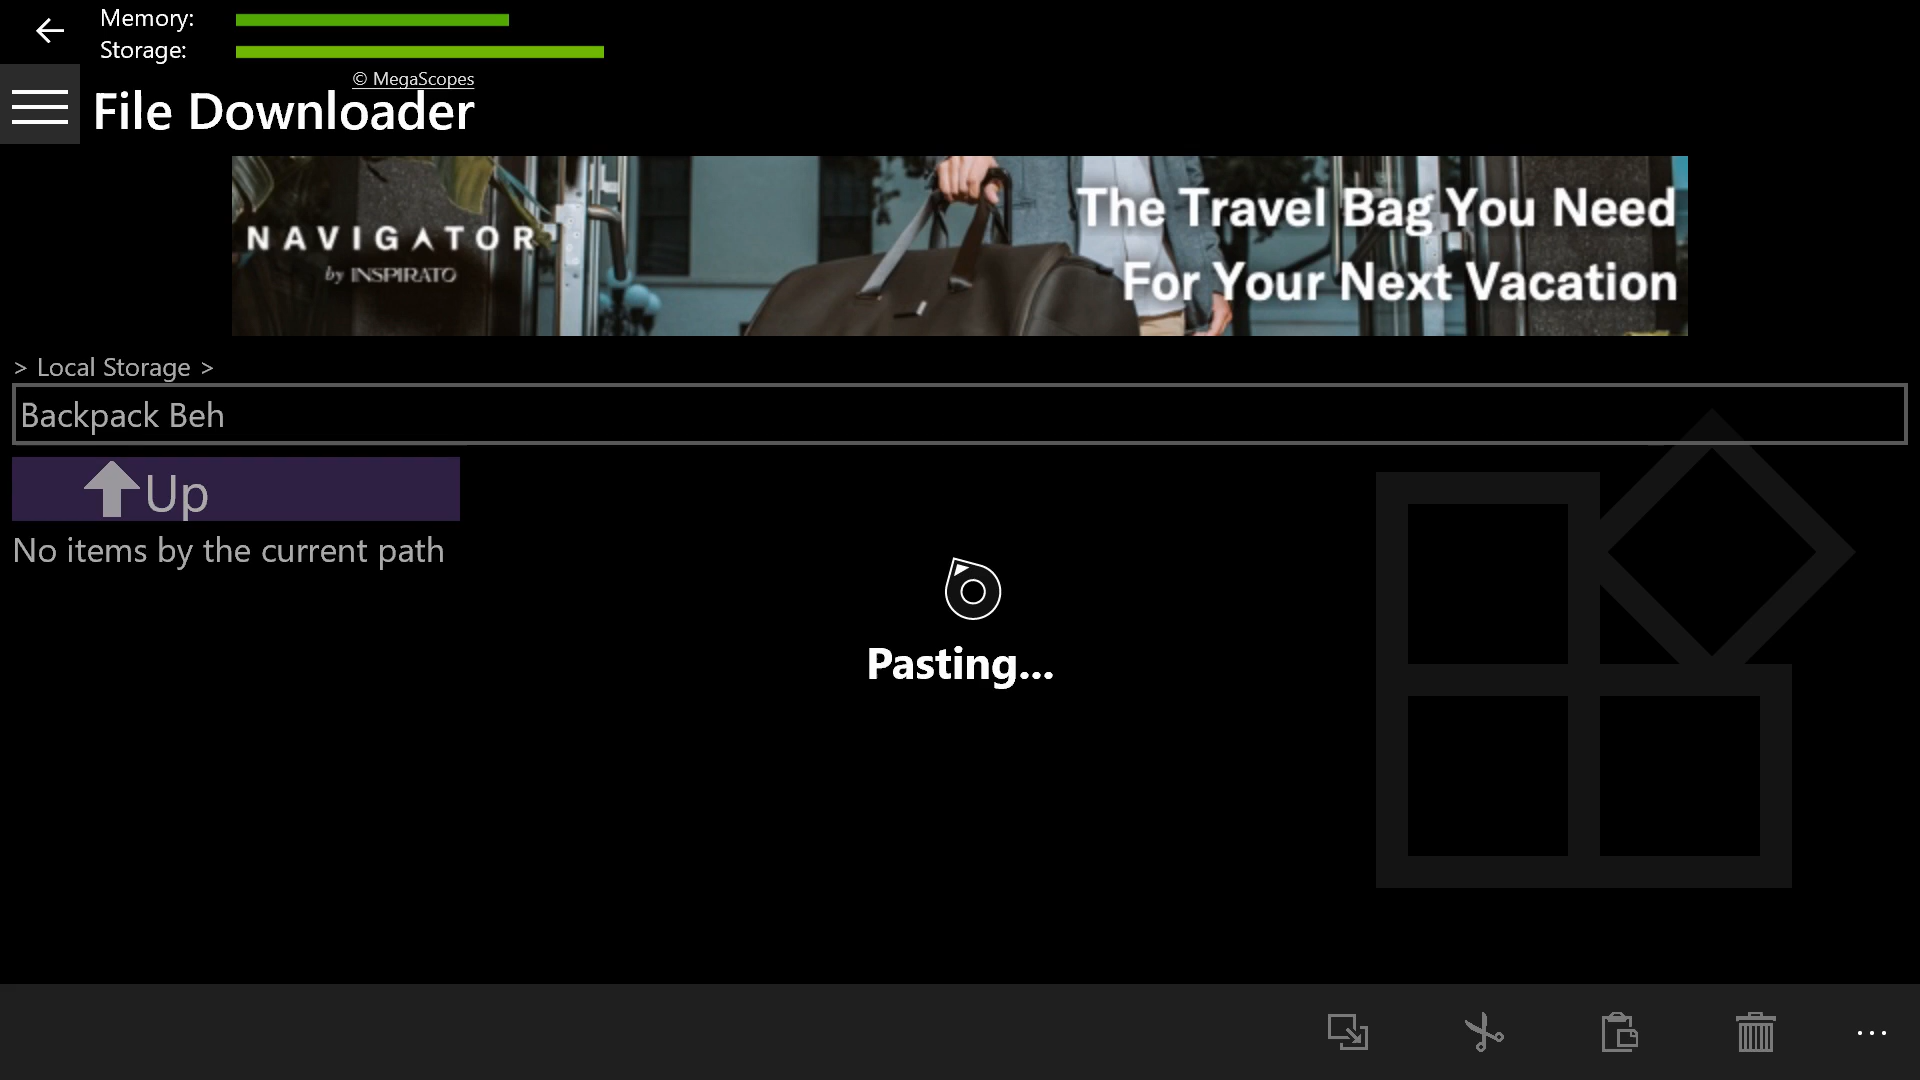 Memory:
Storage:
© MegaScopes
File Downloader
NAVIGATOR
by INSPIRATO
The Travel Bag You Need
For Your Next Vacation
> Local Storage >
Backpack Beh
Up
No items by the current path
Pasting...